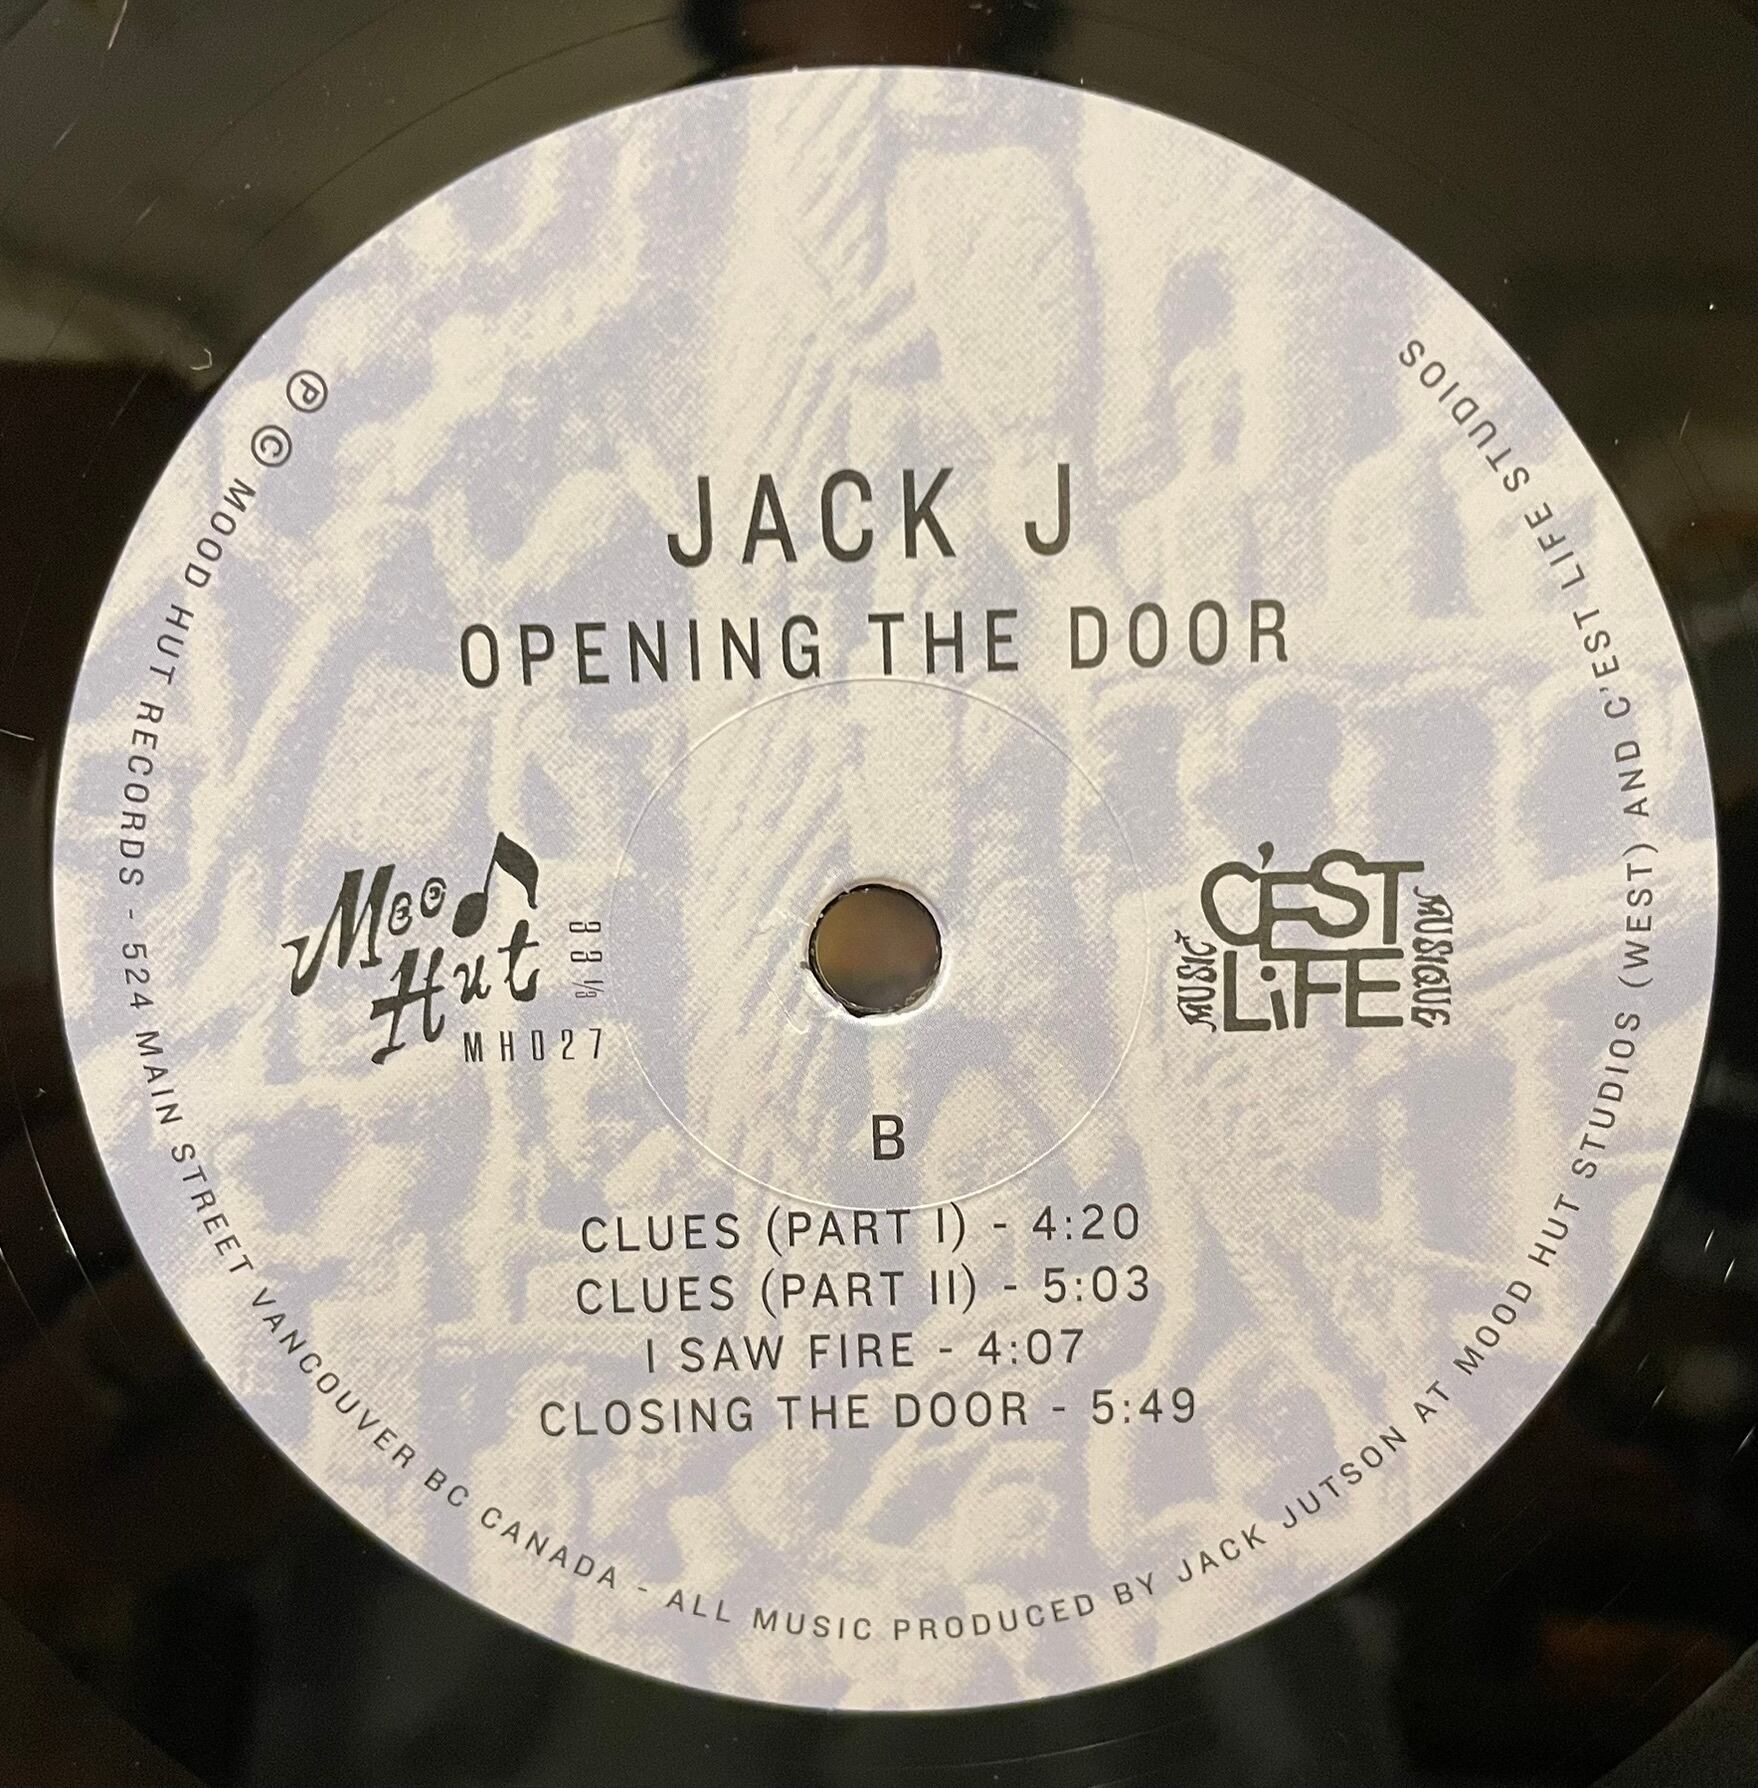 JACK J
OPENING THE DOOR
Mood
Hut
33 ⅓
MH027
C'EST
LiFE
MUSIC
MUSIQUE
B
CLUES (PART I) - 4:20
CLUES (PART II) - 5:03
I SAW FIRE - 4:07
CLOSING THE DOOR - 5:49
Ⓟ © MOOD HUT RECORDS - 524 MAIN STREET VANCOUVER BC CANADA - ALL MUSIC PRODUCED BY JACK JUTSON AT MOOD HUT STUDIOS (WEST) AND C'EST LIFE STUDIOS